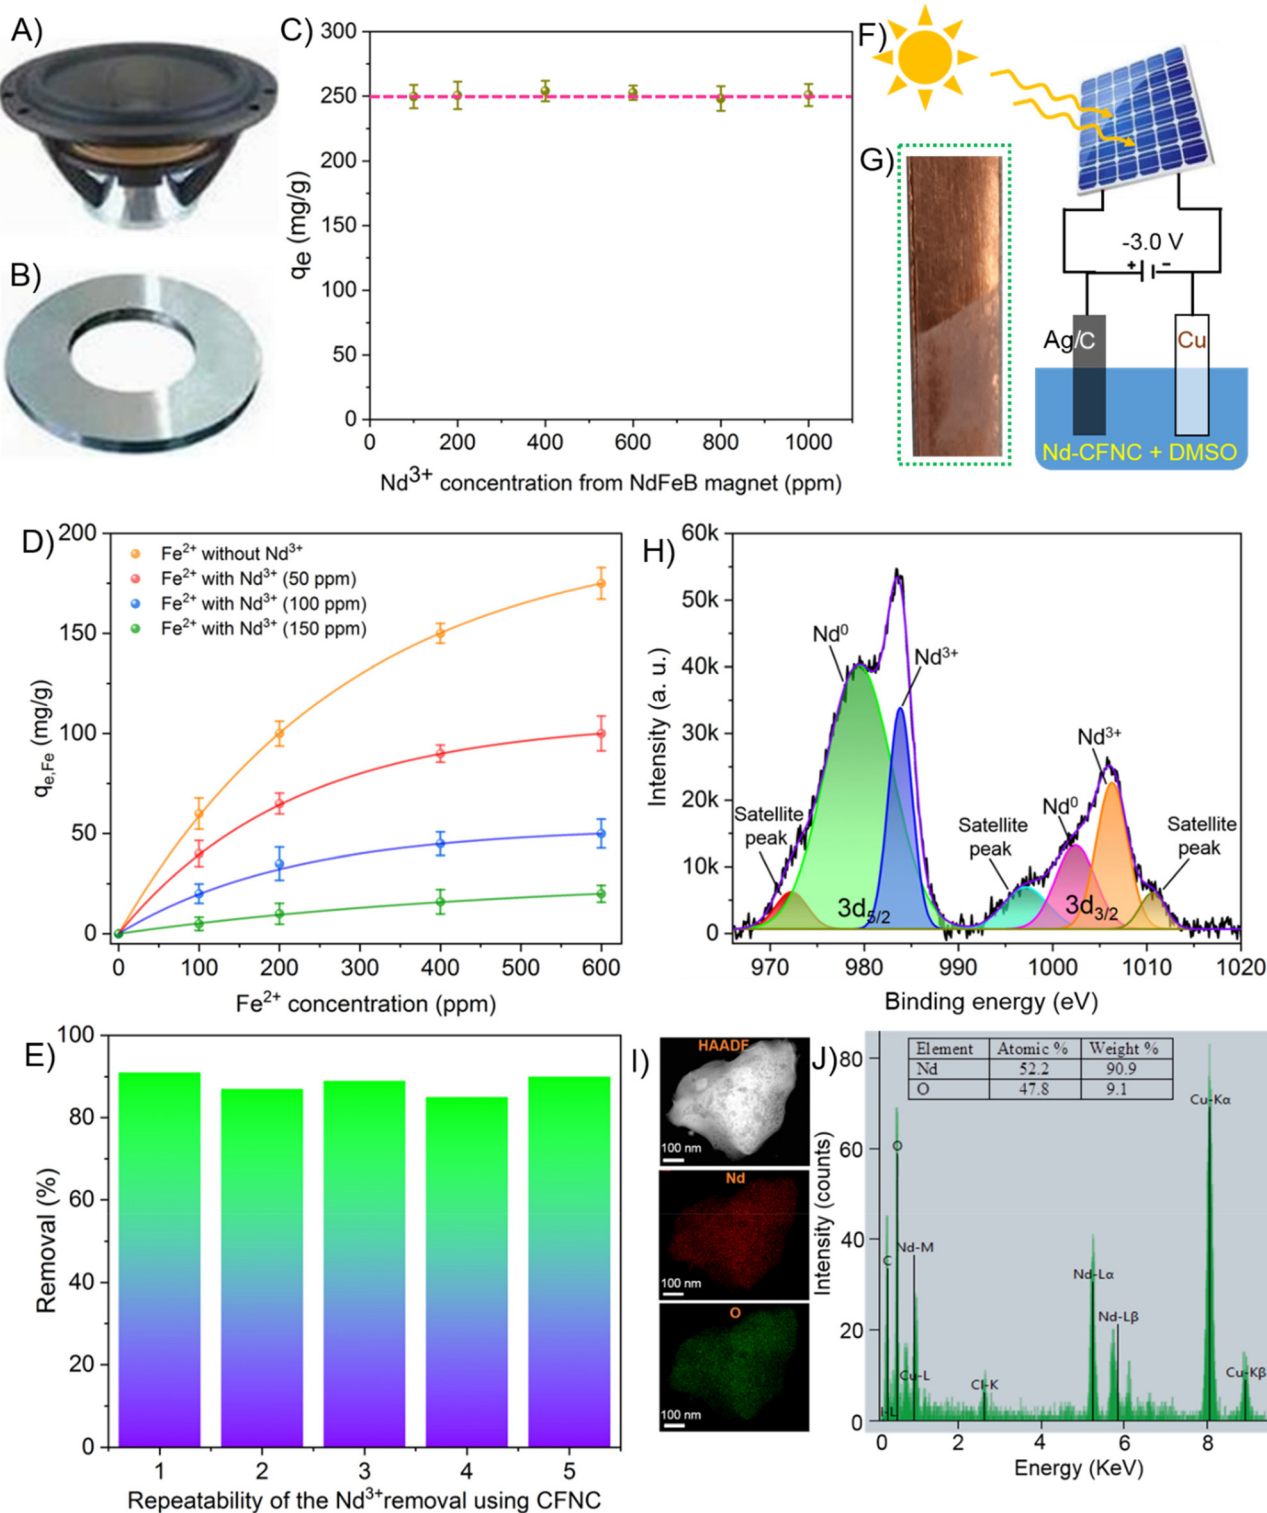 A)
B)
C)
300
250
200
150
100
50
0
qe (mg/g)
0 200 400 600 800 1000
Nd3+ concentration from NdFeB magnet (ppm)
F)
G)
-3.0 V
+ −
Ag/C
Cu
Nd-CFNC + DMSO
D)
200
150
100
50
0
qe,Fe (mg/g)
Fe2+ without Nd3+
Fe2+ with Nd3+ (50 ppm)
Fe2+ with Nd3+ (100 ppm)
Fe2+ with Nd3+ (150 ppm)
0 100 200 300 400 500 600
Fe2+ concentration (ppm)
H)
60k
50k
40k
30k
20k
10k
0
Intensity (a. u.)
Nd0
Nd3+
Satellite
peak
3d5/2
Satellite
peak
Nd0
Nd3+
3d3/2
Satellite
peak
970 980 990 1000 1010 1020
Binding energy (eV)
E)
100
80
60
40
20
0
Removal (%)
1 2 3 4 5
Repeatability of the Nd3+removal using CFNC
I)
HAADF
100 nm
Nd
100 nm
O
100 nm
J)
80
60
40
20
0
Intensity (counts)
Element Atomic % Weight %
Nd 52.2 90.9
O 47.8 9.1
C
O
Nd-M
Cu-L
Cl-K
Nd-Lα
Nd-Lβ
Cu-Kα
Cu-Kβ
0 2 4 6 8
Energy (KeV)